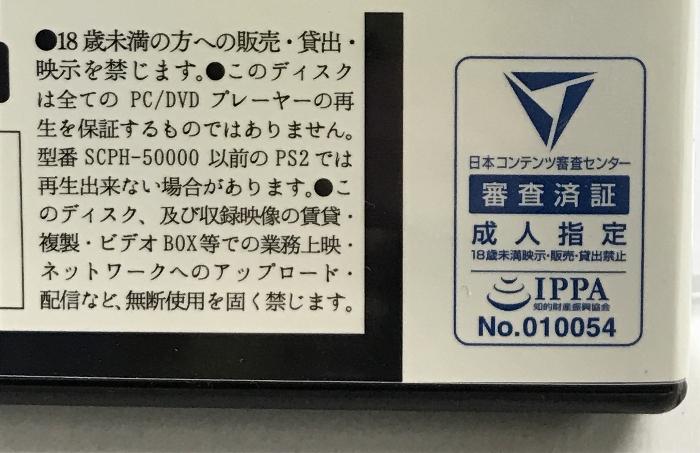 ●18歳未満の方への販売・貸出・
映示を禁じます。●このディスク
は全ての PC/DVD プレーヤーの再
生を保証するものではありません。
型番 SCPH-50000 以前の PS2 では
再生出来ない場合があります。●こ
のディスク、及び収録映像の賃貸・
複製・ビデオBOX等での業務上映・
ネットワークへのアップロード・
配信など、無断使用を固く禁じます。
日本コンテンツ審査センター
審査済証
成人指定
18歳未満映示・販売・貸出禁止
IPPA
知的財産振興協会
No.010054